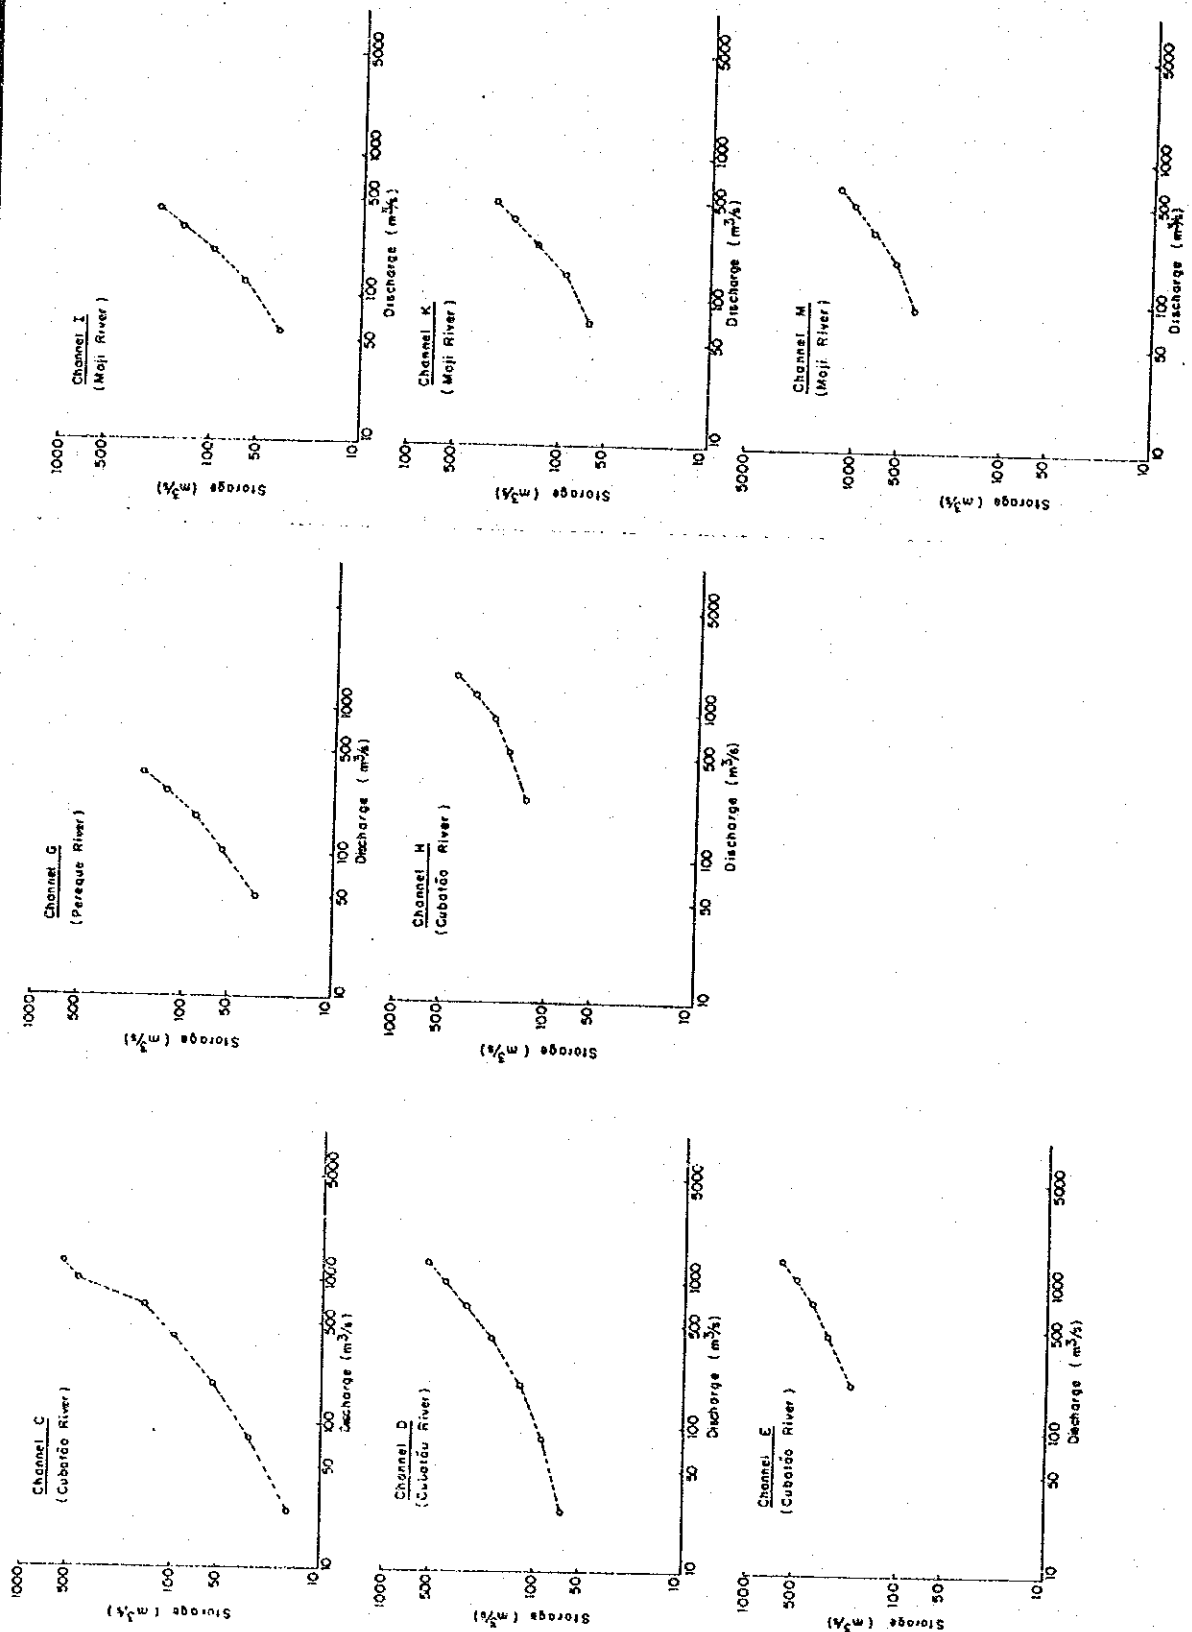 Channel C
(Cubatão River)
1000
500
100
50
10
Storage (m³/s)
10
50
100
500
1000
5000
Discharge (m³/s)
Channel G
(Pereque River)
1000
500
100
50
10
Storage (m³/s)
10
50
100
500
1000
Discharge (m³/s)
Channel I
(Moji River)
1000
500
100
50
10
Storage (m³/s)
10
50
100
500
1000
5000
Discharge (m³/s)
Channel D
(Cubatão River)
1000
500
100
50
10
Storage (m³/s)
10
50
100
500
1000
5000
Discharge (m³/s)
Channel H
(Cubatão River)
1000
500
100
50
10
Storage (m³/s)
10
50
100
500
1000
5000
Discharge (m³/s)
Channel K
(Moji River)
100
500
100
50
10
Storage (m³/s)
10
50
100
500
1000
5000
Discharge (m³/s)
Channel E
(Cubatão River)
1000
500
100
50
10
Storage (m³/s)
10
50
100
500
1000
5000
Discharge (m³/s)
Channel M
(Moji River)
5000
1000
500
100
50
10
Storage (m³/s)
10
50
100
500
1000
5000
Discharge (m³/s)